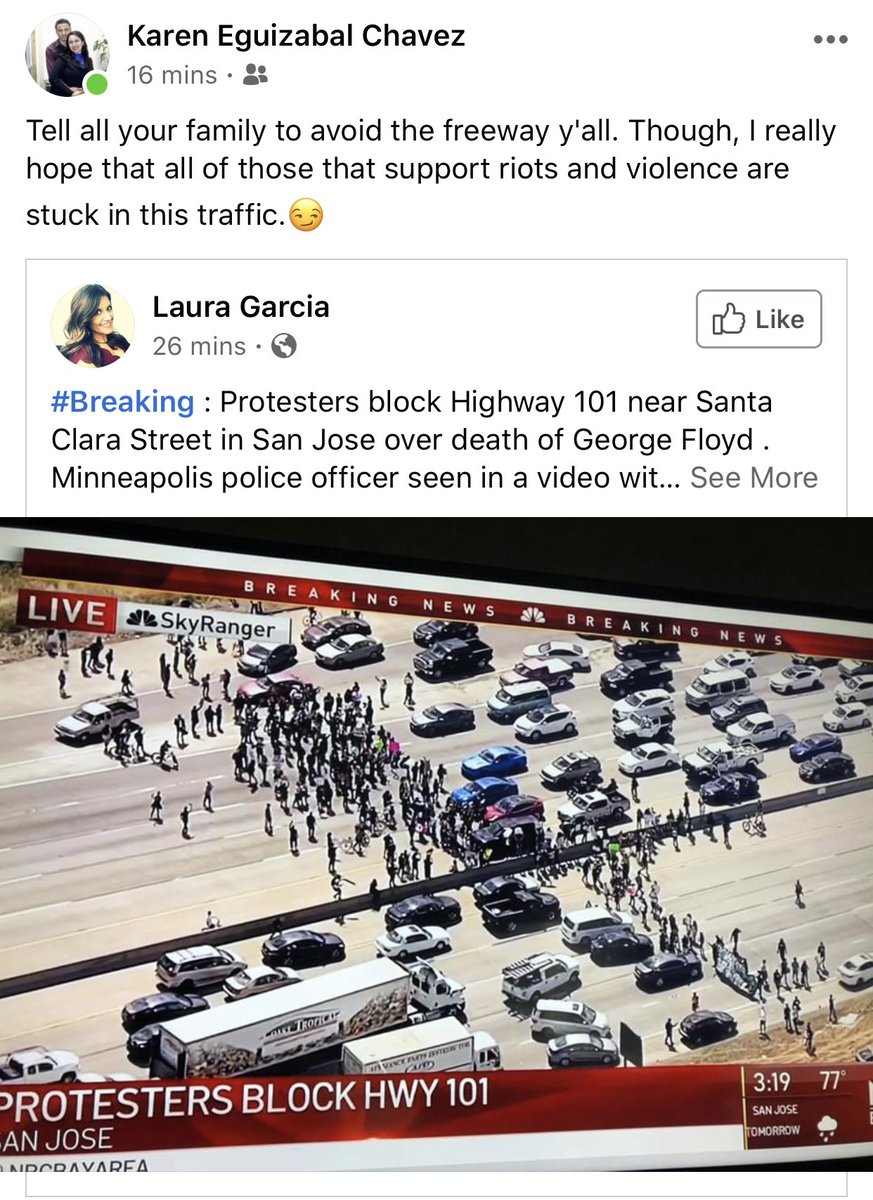 Karen Eguizabal Chavez
16 mins ·
Tell all your family to avoid the freeway y'all. Though, I really
hope that all of those that support riots and violence are
stuck in this traffic.😏
Laura Garcia
26 mins ·
Like
#Breaking : Protesters block Highway 101 near Santa
Clara Street in San Jose over death of George Floyd .
Minneapolis police officer seen in a video wit... See More
BREAKING NEWS BREAKING NEWS
LIVE SkyRanger
TROPICAL
PROTESTERS BLOCK HWY 101
3:19 77°
SAN JOSE
SAN JOSE
TOMORROW
NBCBAYAREA